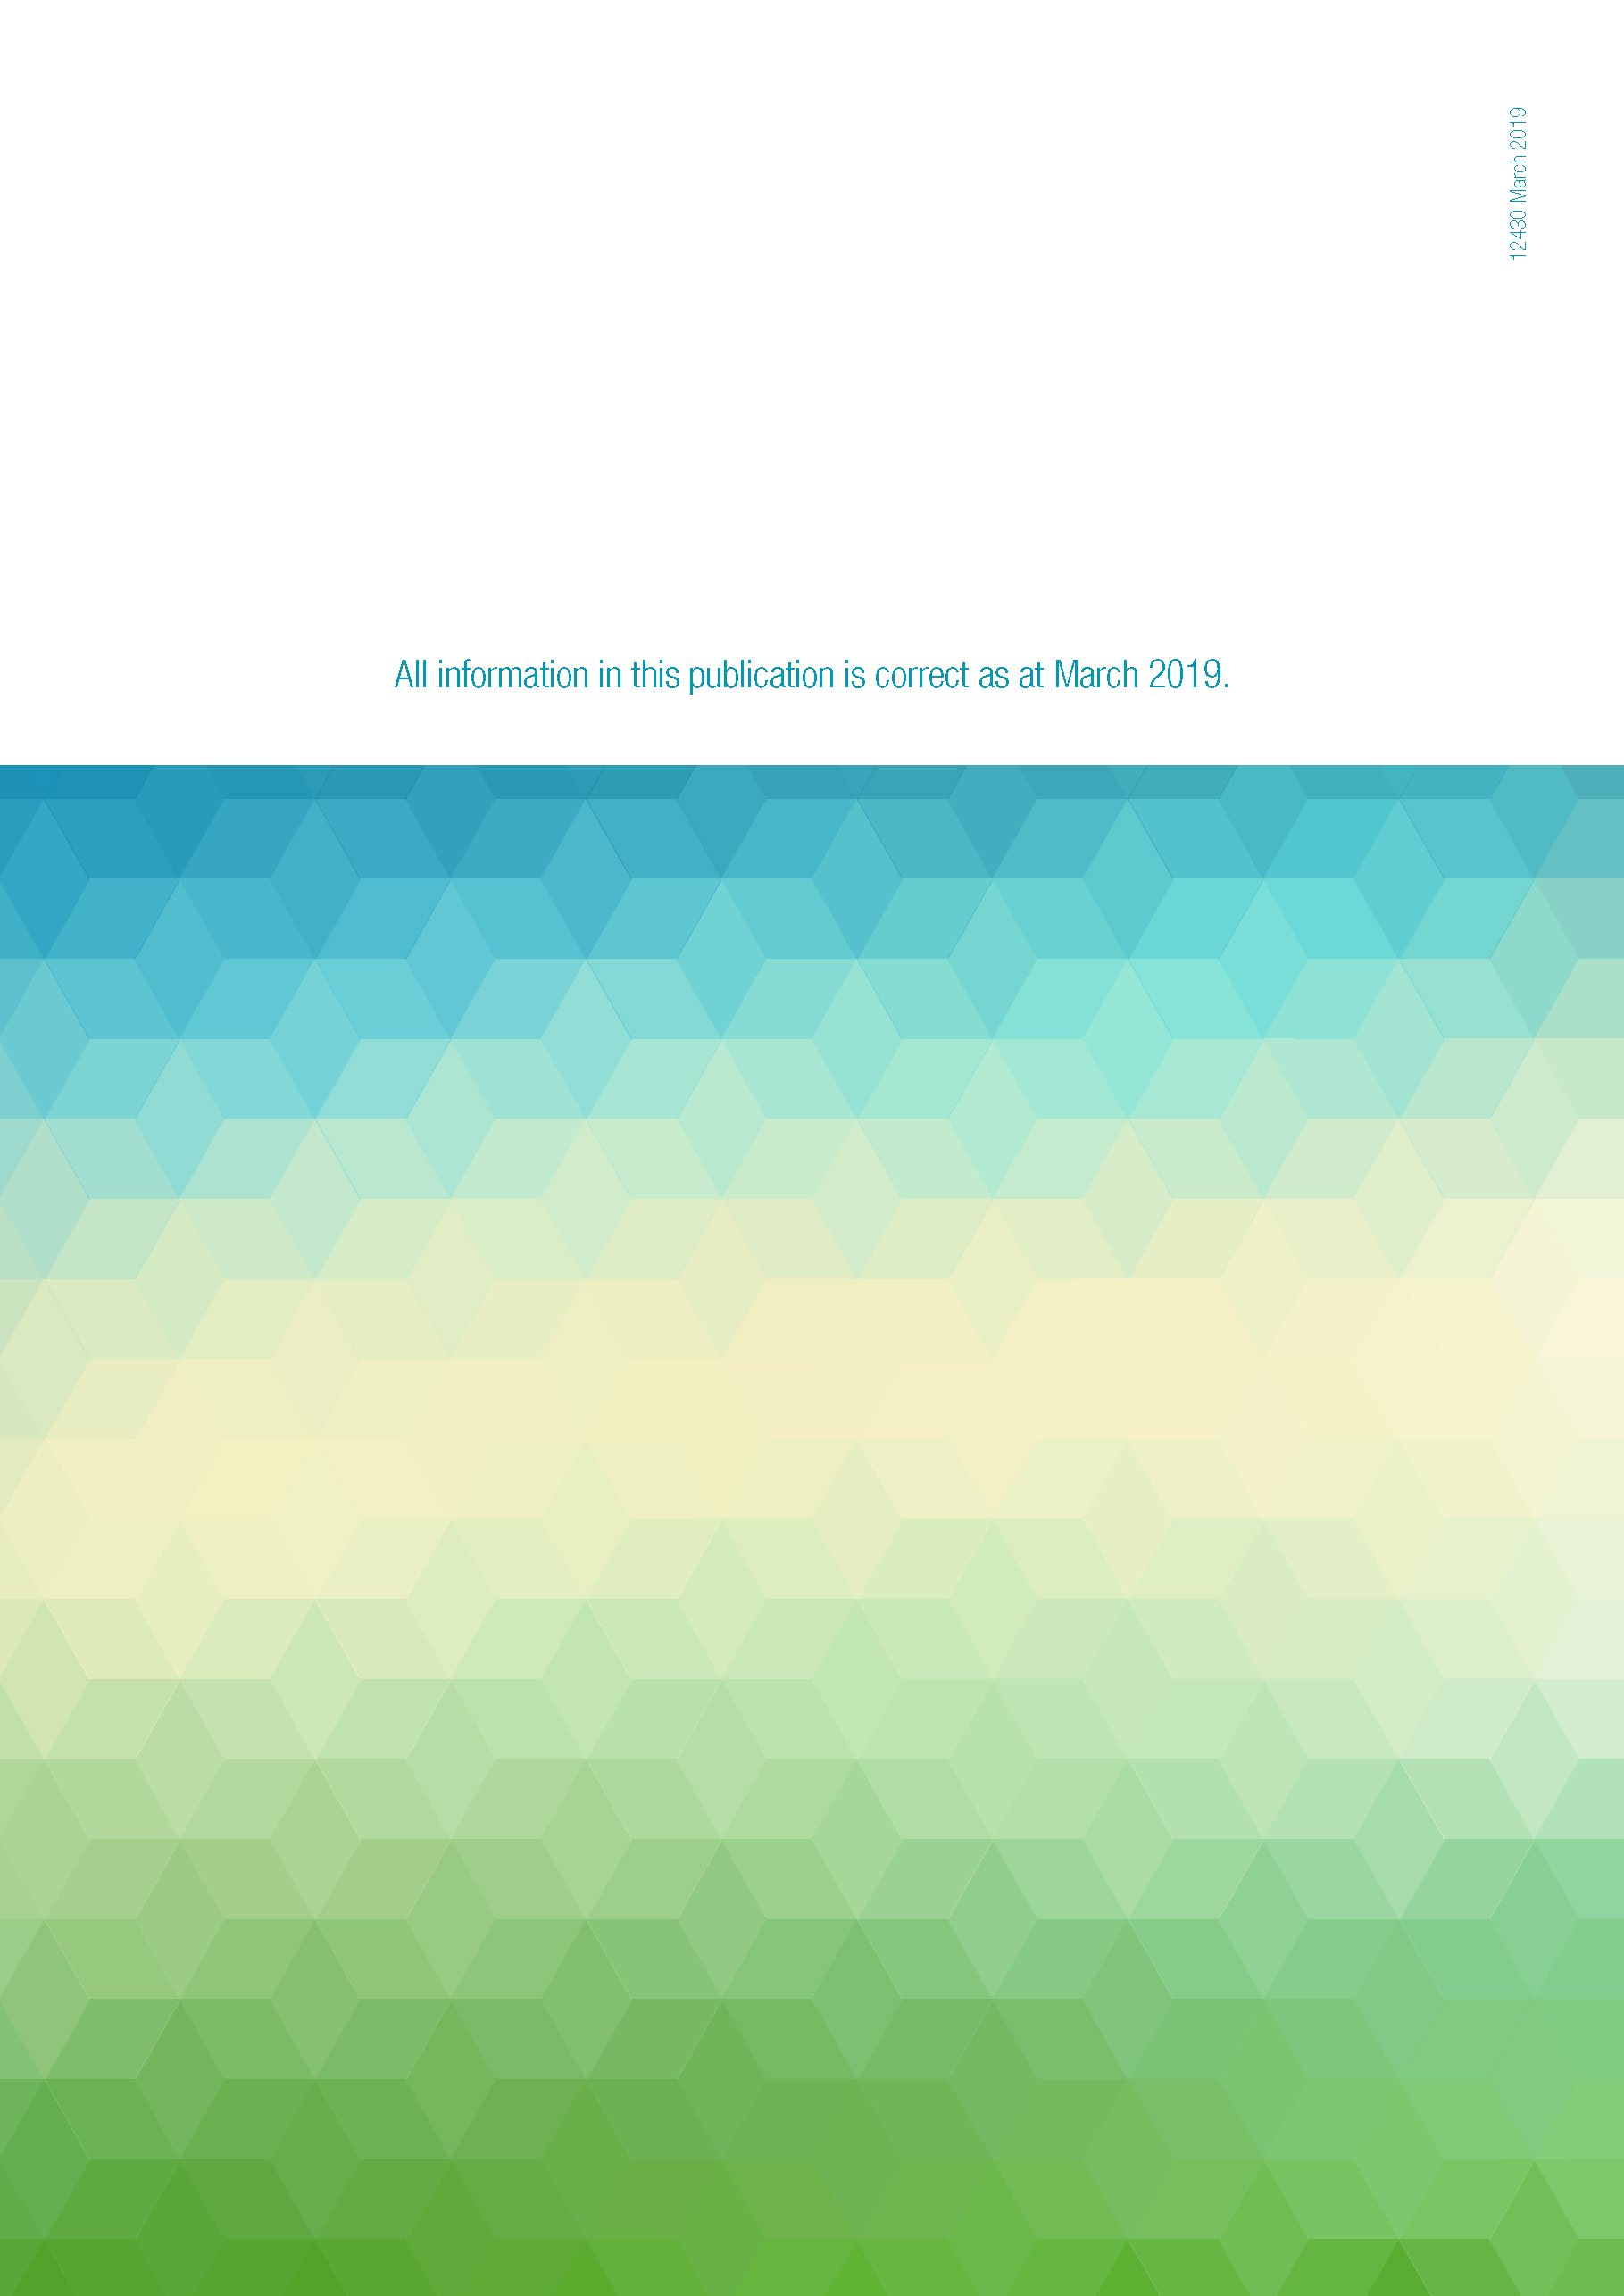 12430 March 2019
All information in this publication is correct as at March 2019.